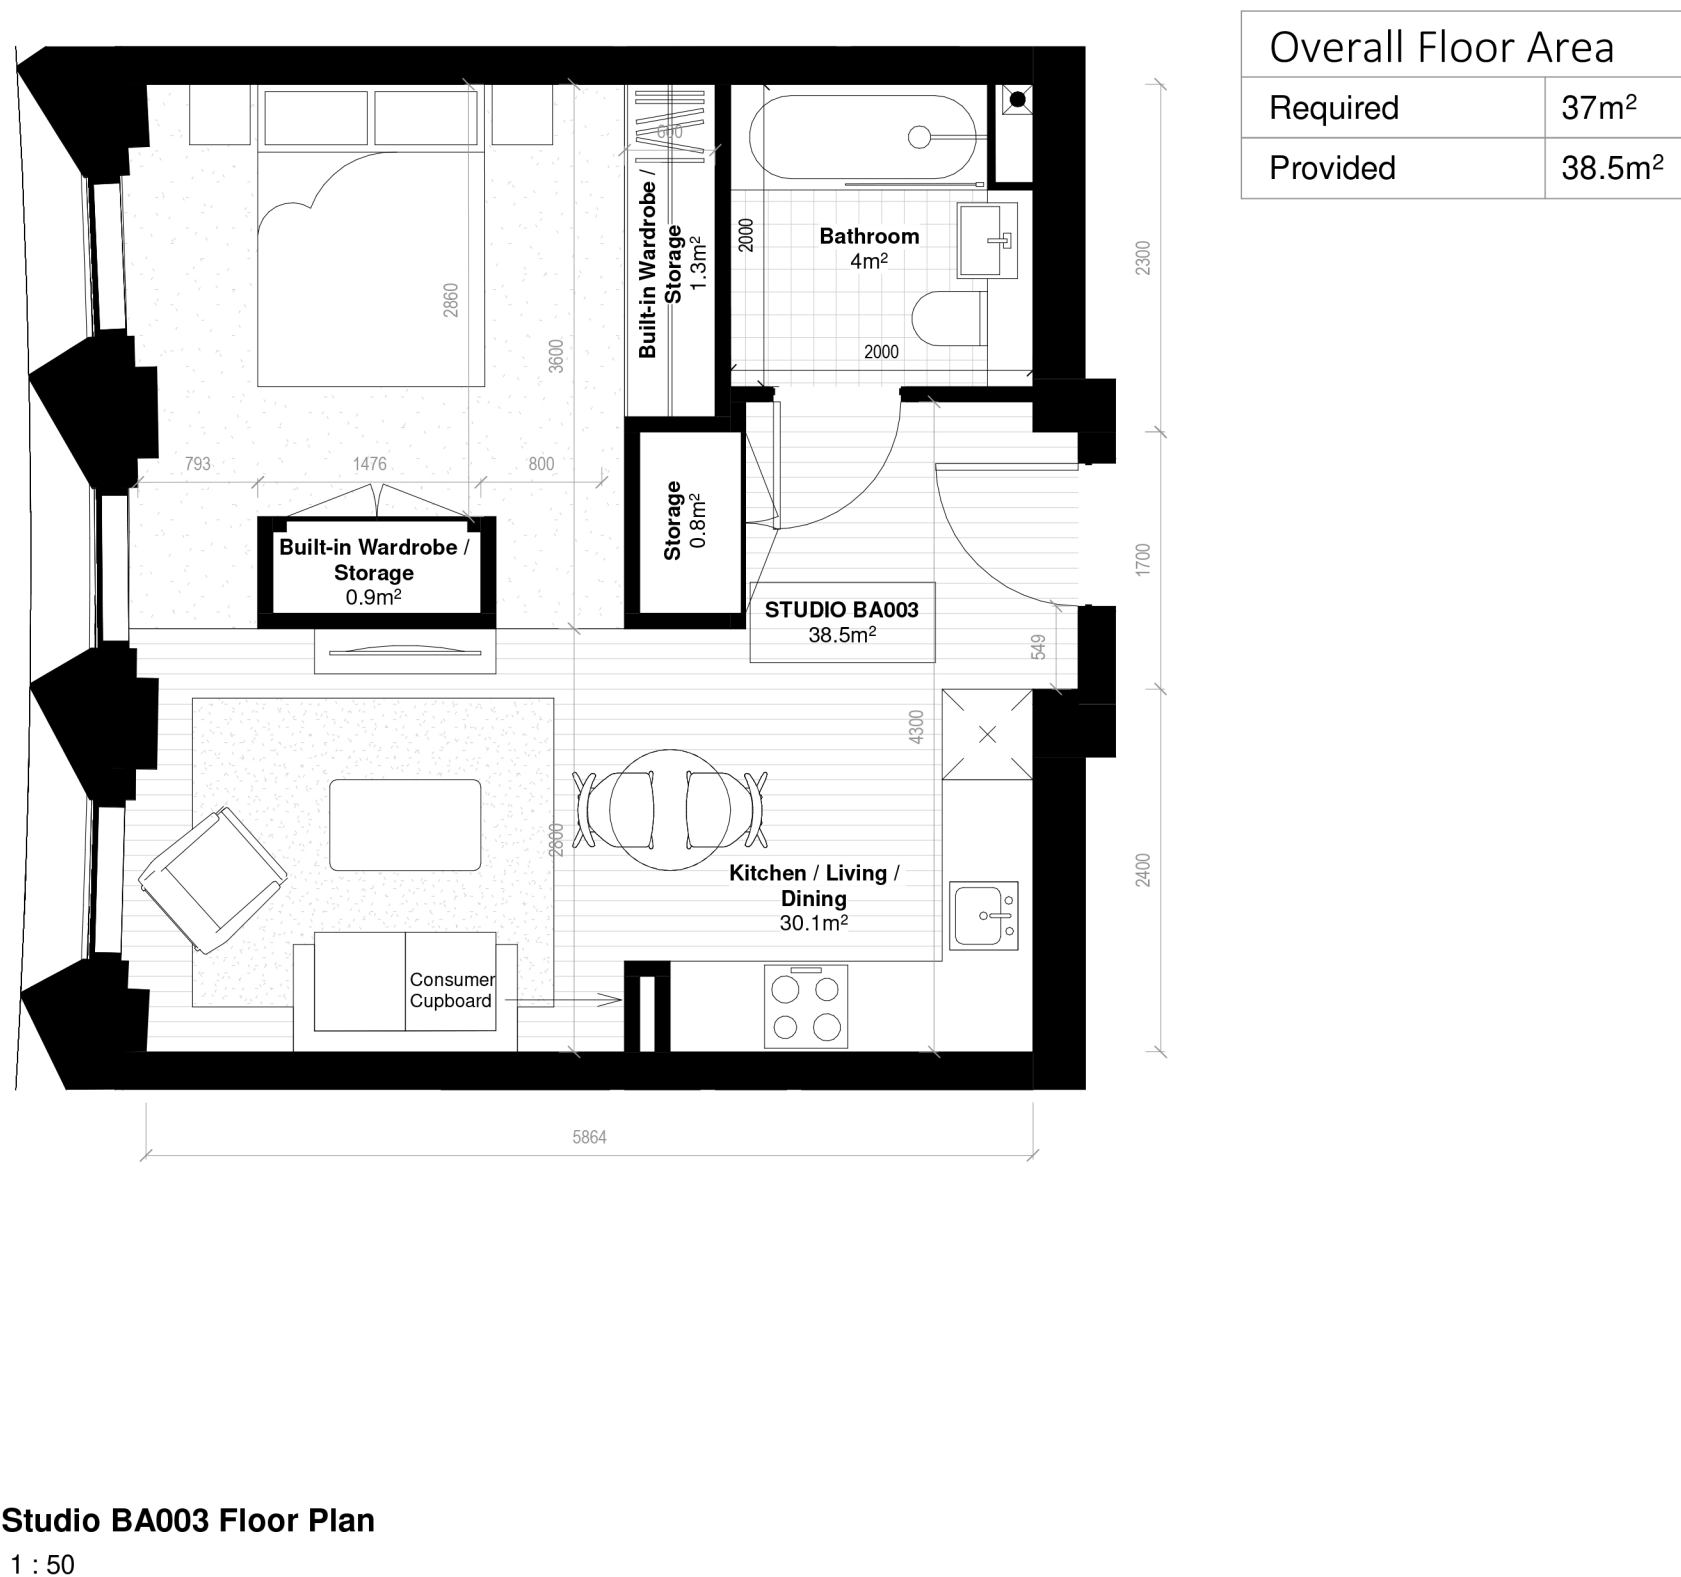 Overall Floor Area
Required 37m²
Provided 38.5m²
600
Built-in Wardrobe /
Storage
1.3m²
2000
Bathroom
4m²
2000
2300
2860
3600
793
1476
800
Built-in Wardrobe /
Storage
0.9m²
Storage
0.8m²
STUDIO BA003
38.5m²
1700
549
4300
2800
Kitchen / Living /
Dining
30.1m²
2400
Consumer
Cupboard
5864
Studio BA003 Floor Plan
1 : 50